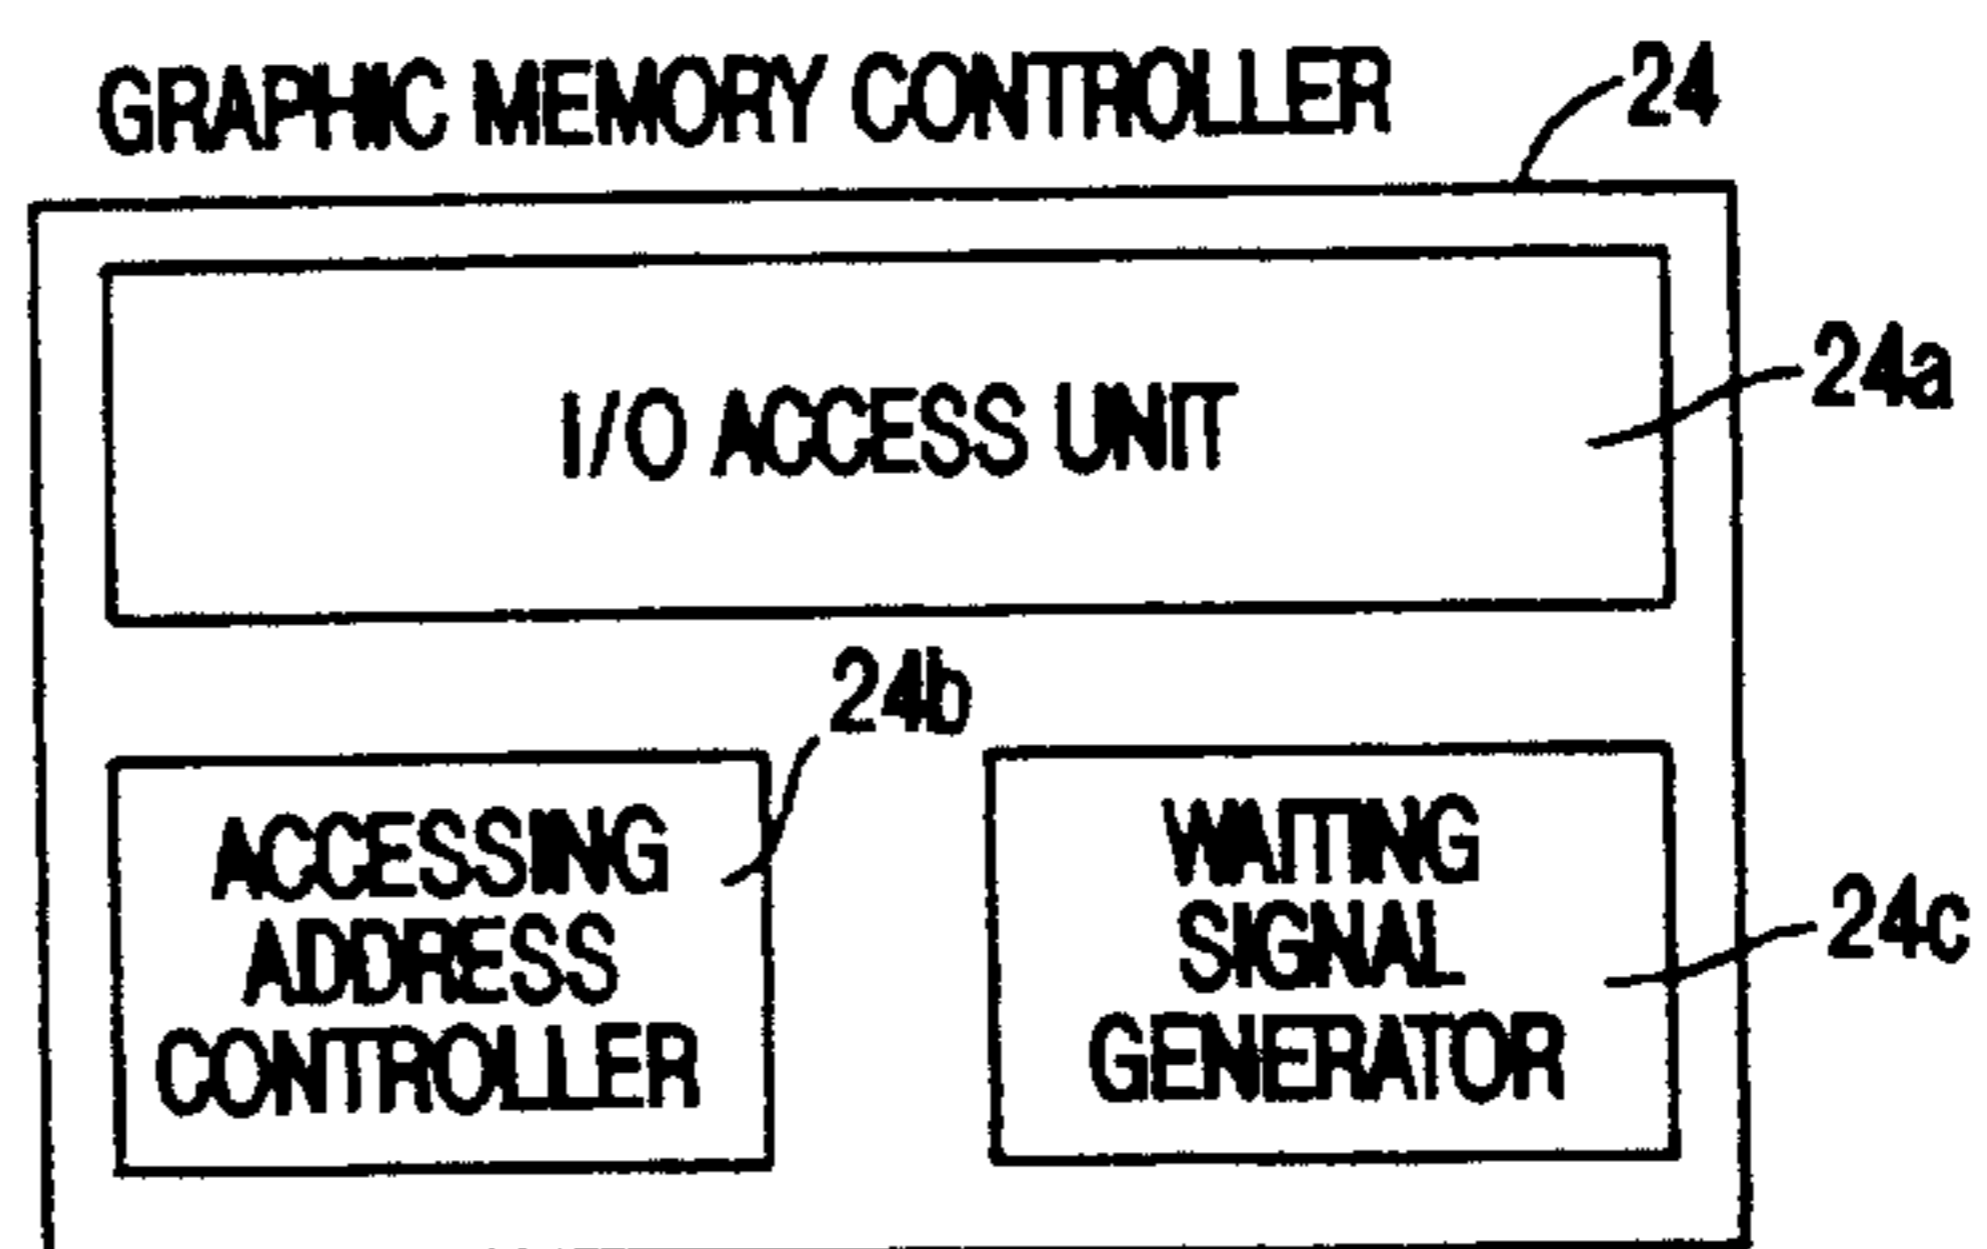 GRAPHIC MEMORY CONTROLLER
24
I/O ACCESS UNIT
24a
24b
ACCESSING
ADDRESS
CONTROLLER
WAITING
SIGNAL
GENERATOR
24c